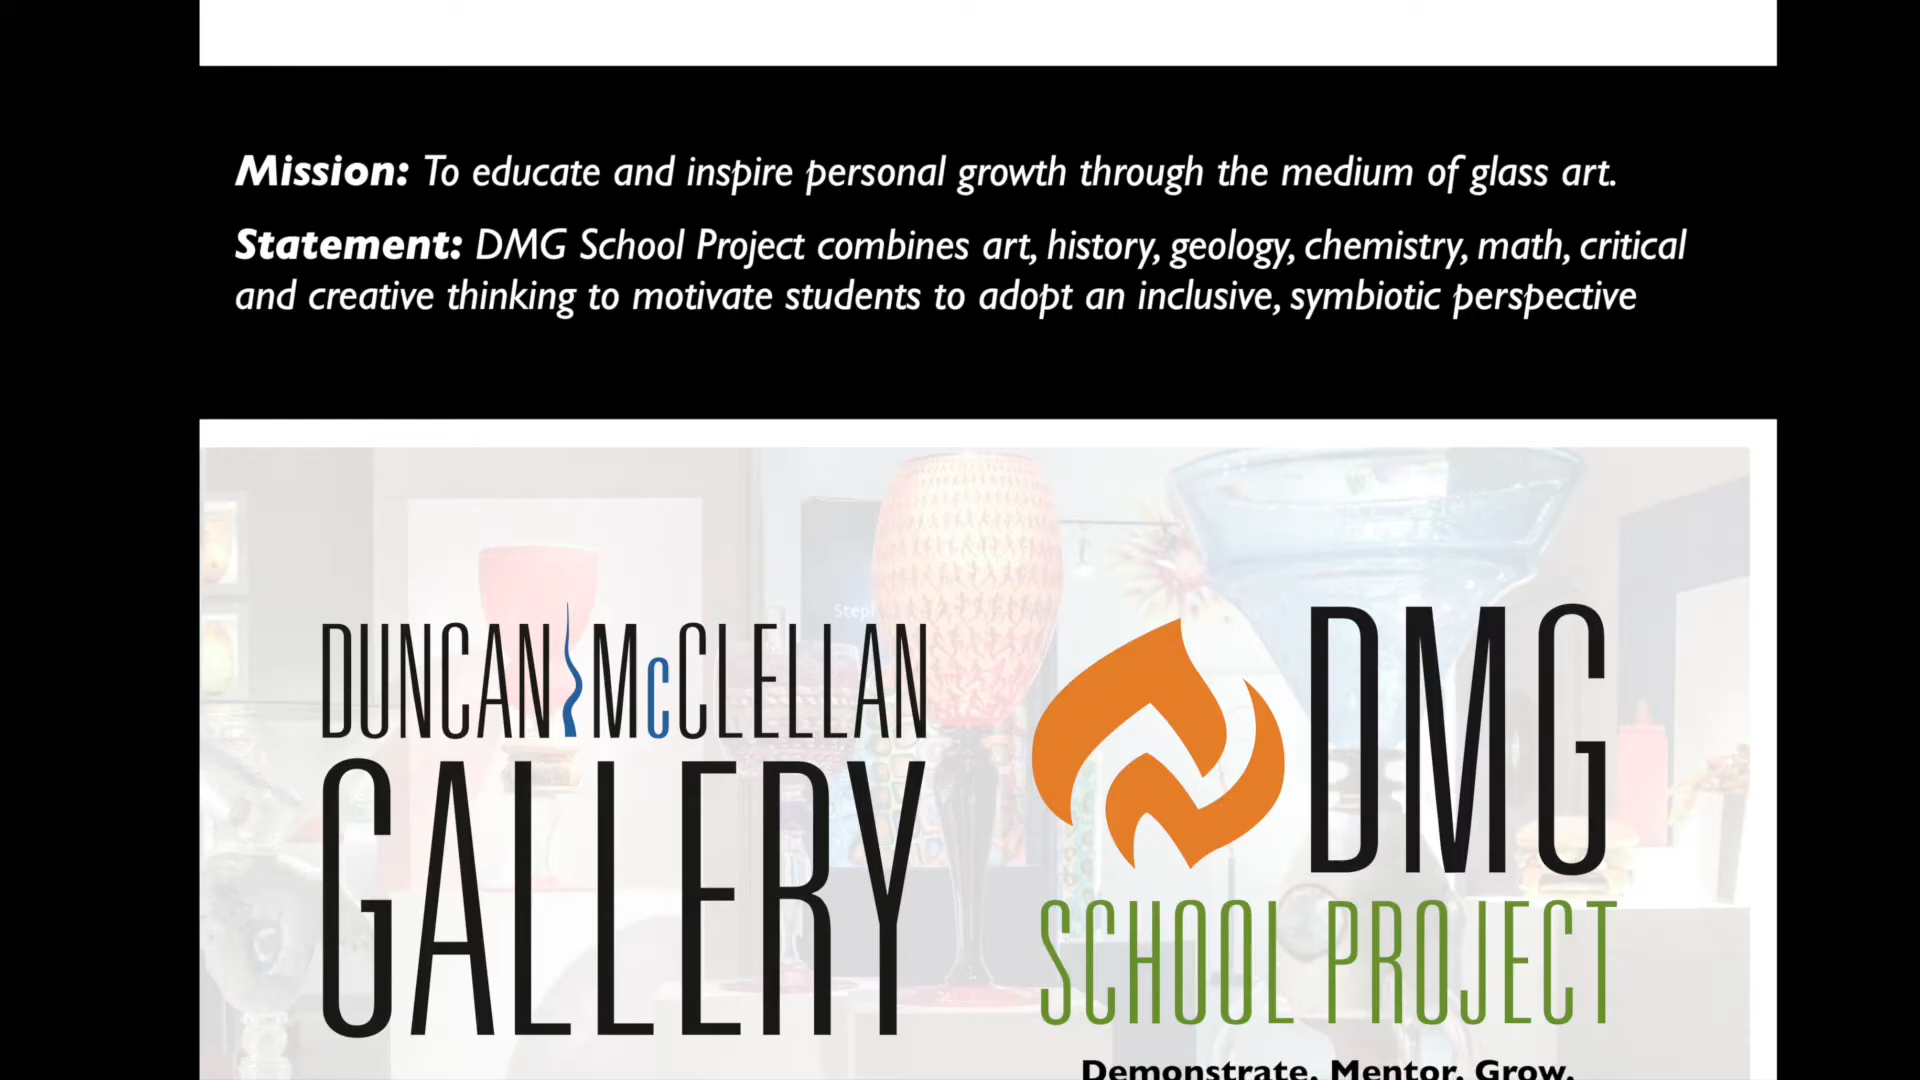 Mission: To educate and inspire personal growth through the medium of glass art.
Statement: DMG School Project combines art, history, geology, chemistry, math, critical
and creative thinking to motivate students to adopt an inclusive, symbiotic perspective
DUNCAN McCLELLAN
GALLERY
DMG
SCHOOL PROJECT
Demonstrate. Mentor. Grow.